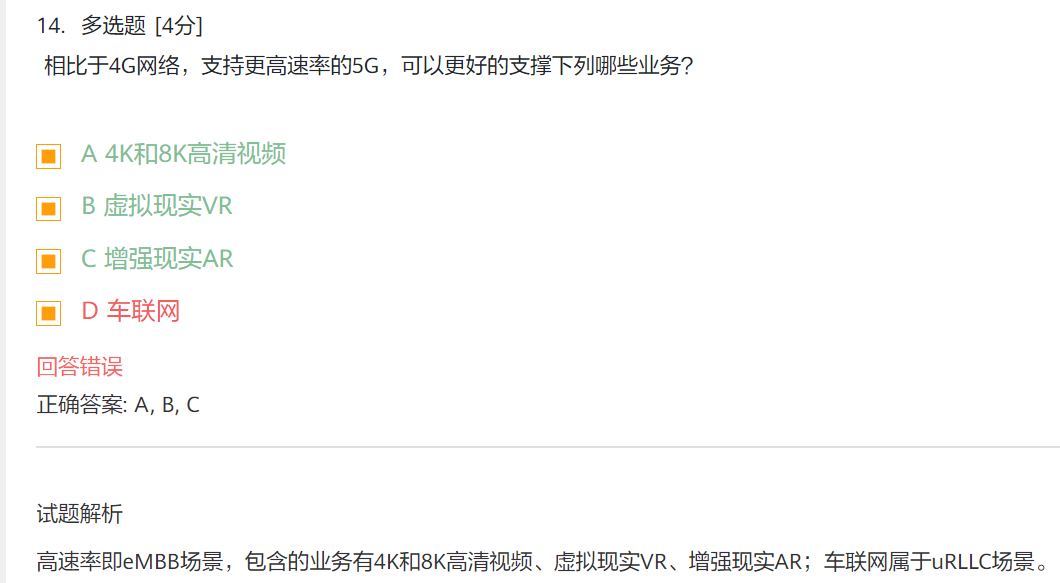 14. 多选题 [4分]
相比于4G网络，支持更高速率的5G，可以更好的支撑下列哪些业务?
A 4K和8K高清视频
B 虚拟现实VR
C 增强现实AR
D 车联网
回答错误
正确答案: A, B, C
试题解析
高速率即eMBB场景，包含的业务有4K和8K高清视频、虚拟现实VR、增强现实AR；车联网属于uRLLC场景。